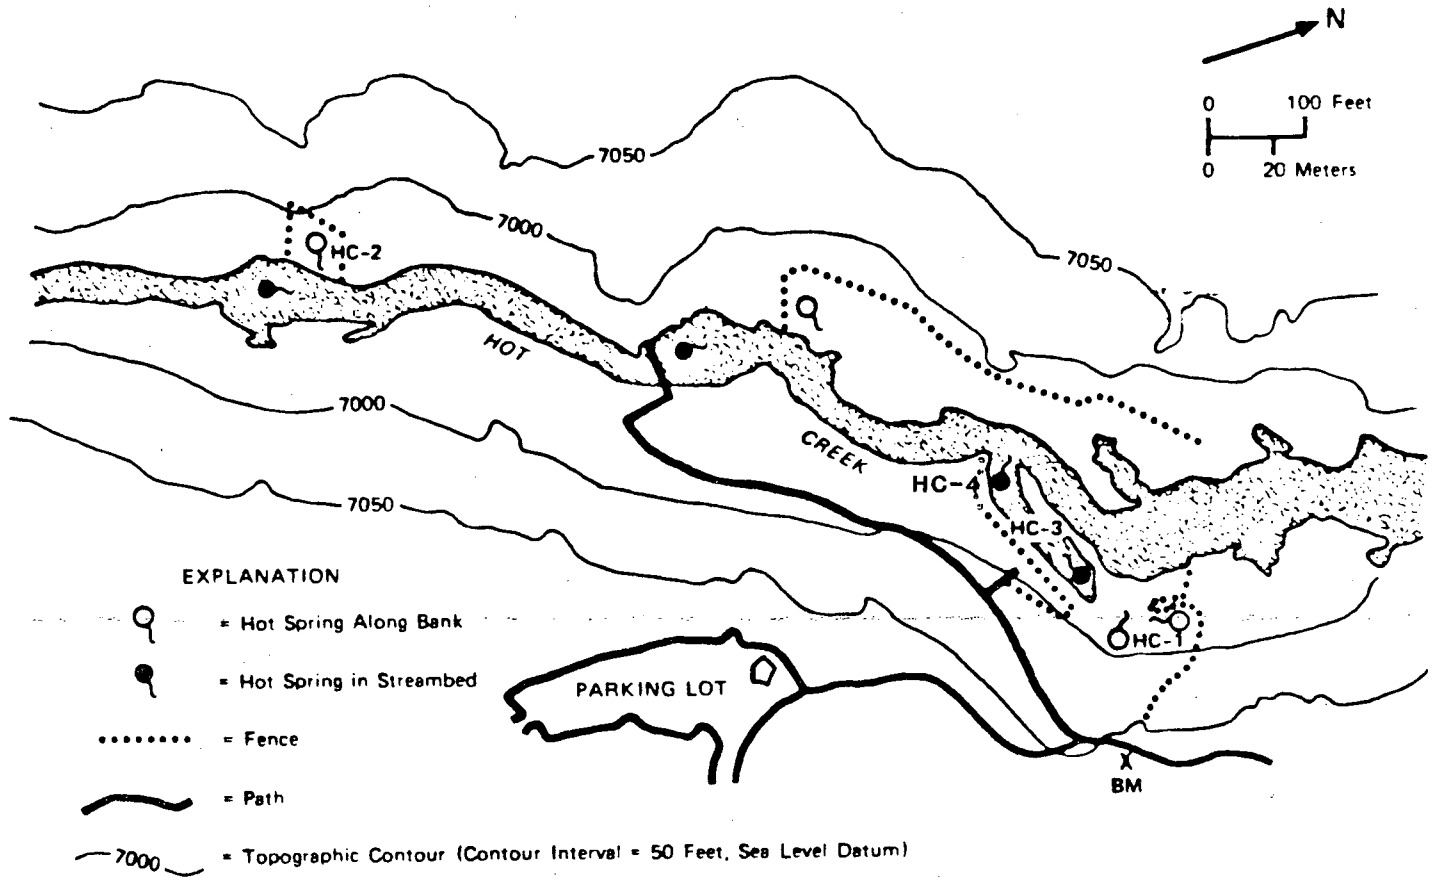 N
0 100 Feet
0 20 Meters
7050
7000
7050
HC-2
HOT
7000
CREEK
HC-4
7050
HC-3
EXPLANATION
= Hot Spring Along Bank
HC-1
= Hot Spring in Streambed
PARKING LOT
= Fence
BM
= Path
7000
= Topographic Contour (Contour Interval = 50 Feet, Sea Level Datum)